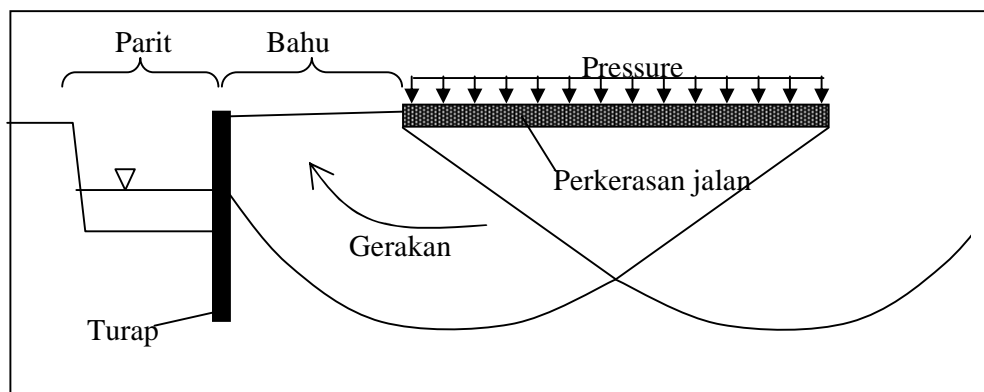 Parit
Bahu
Pressure
Perkerasan jalan
Gerakan
Turap